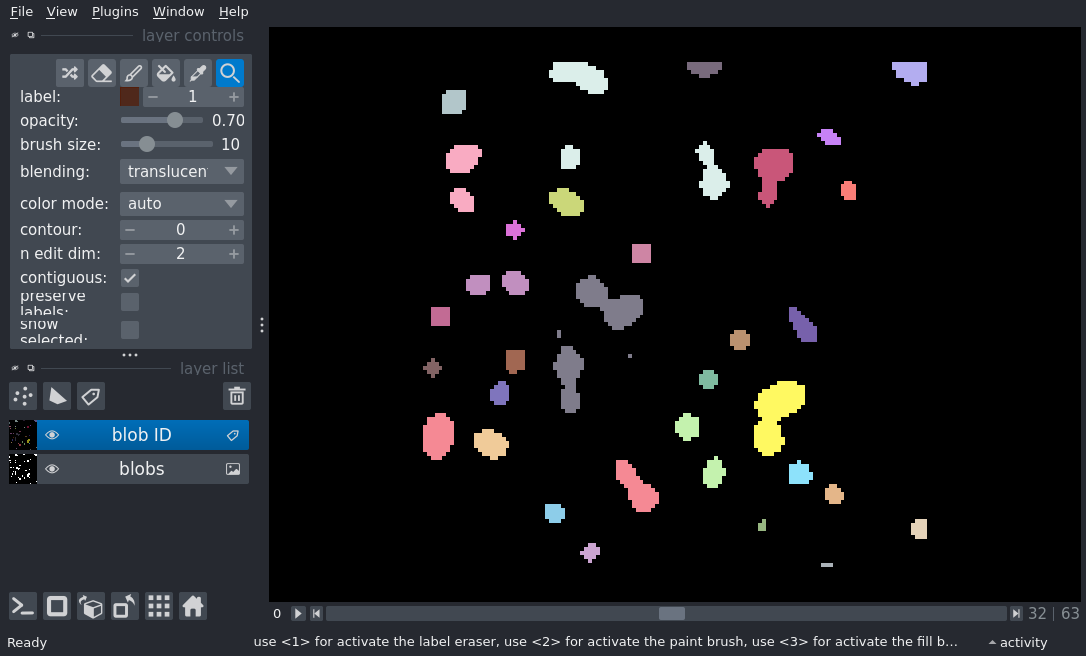 File View Plugins Window Help
layer controls
label: 1
opacity: 0.70
brush size: 10
blending: translucen
color mode: auto
contour: 0
n edit dim: 2
contiguous:
preserve
labels:
show
selected:
layer list
blob ID
blobs
0 32 63
Ready use <1> for activate the label eraser, use <2> for activate the paint brush, use <3> for activate the fill b... activity